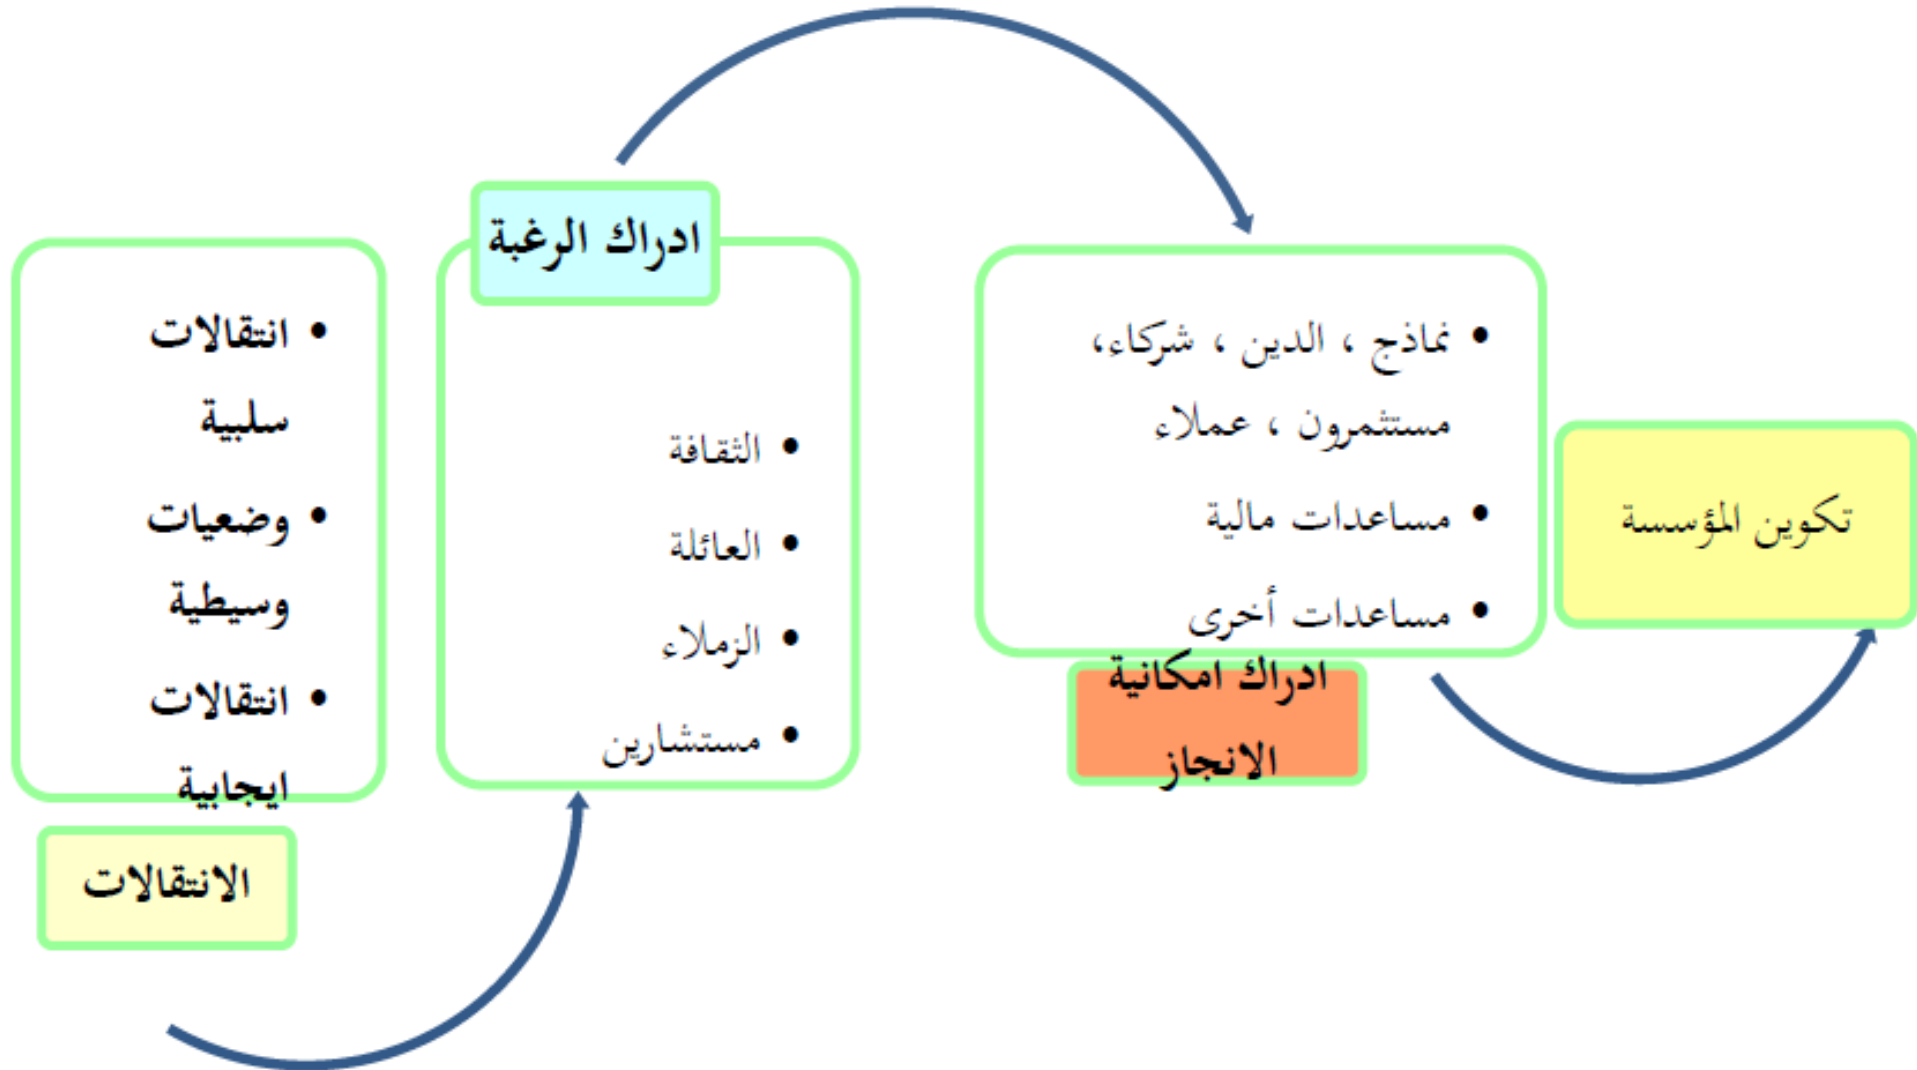 ادراك الرغبة
• انتقالات
سلبية
• وضعيات
وسيطية
• انتقالات
ايجابية
الانتقالات
• الثقافة
• العائلة
• الزملاء
• مستشارين
• نماذج ، الدين ، شركاء،
مستثمرون ، عملاء
• مساعدات مالية
• مساعدات أخرى
ادراك امكانية
الانجاز
تكوين المؤسسة